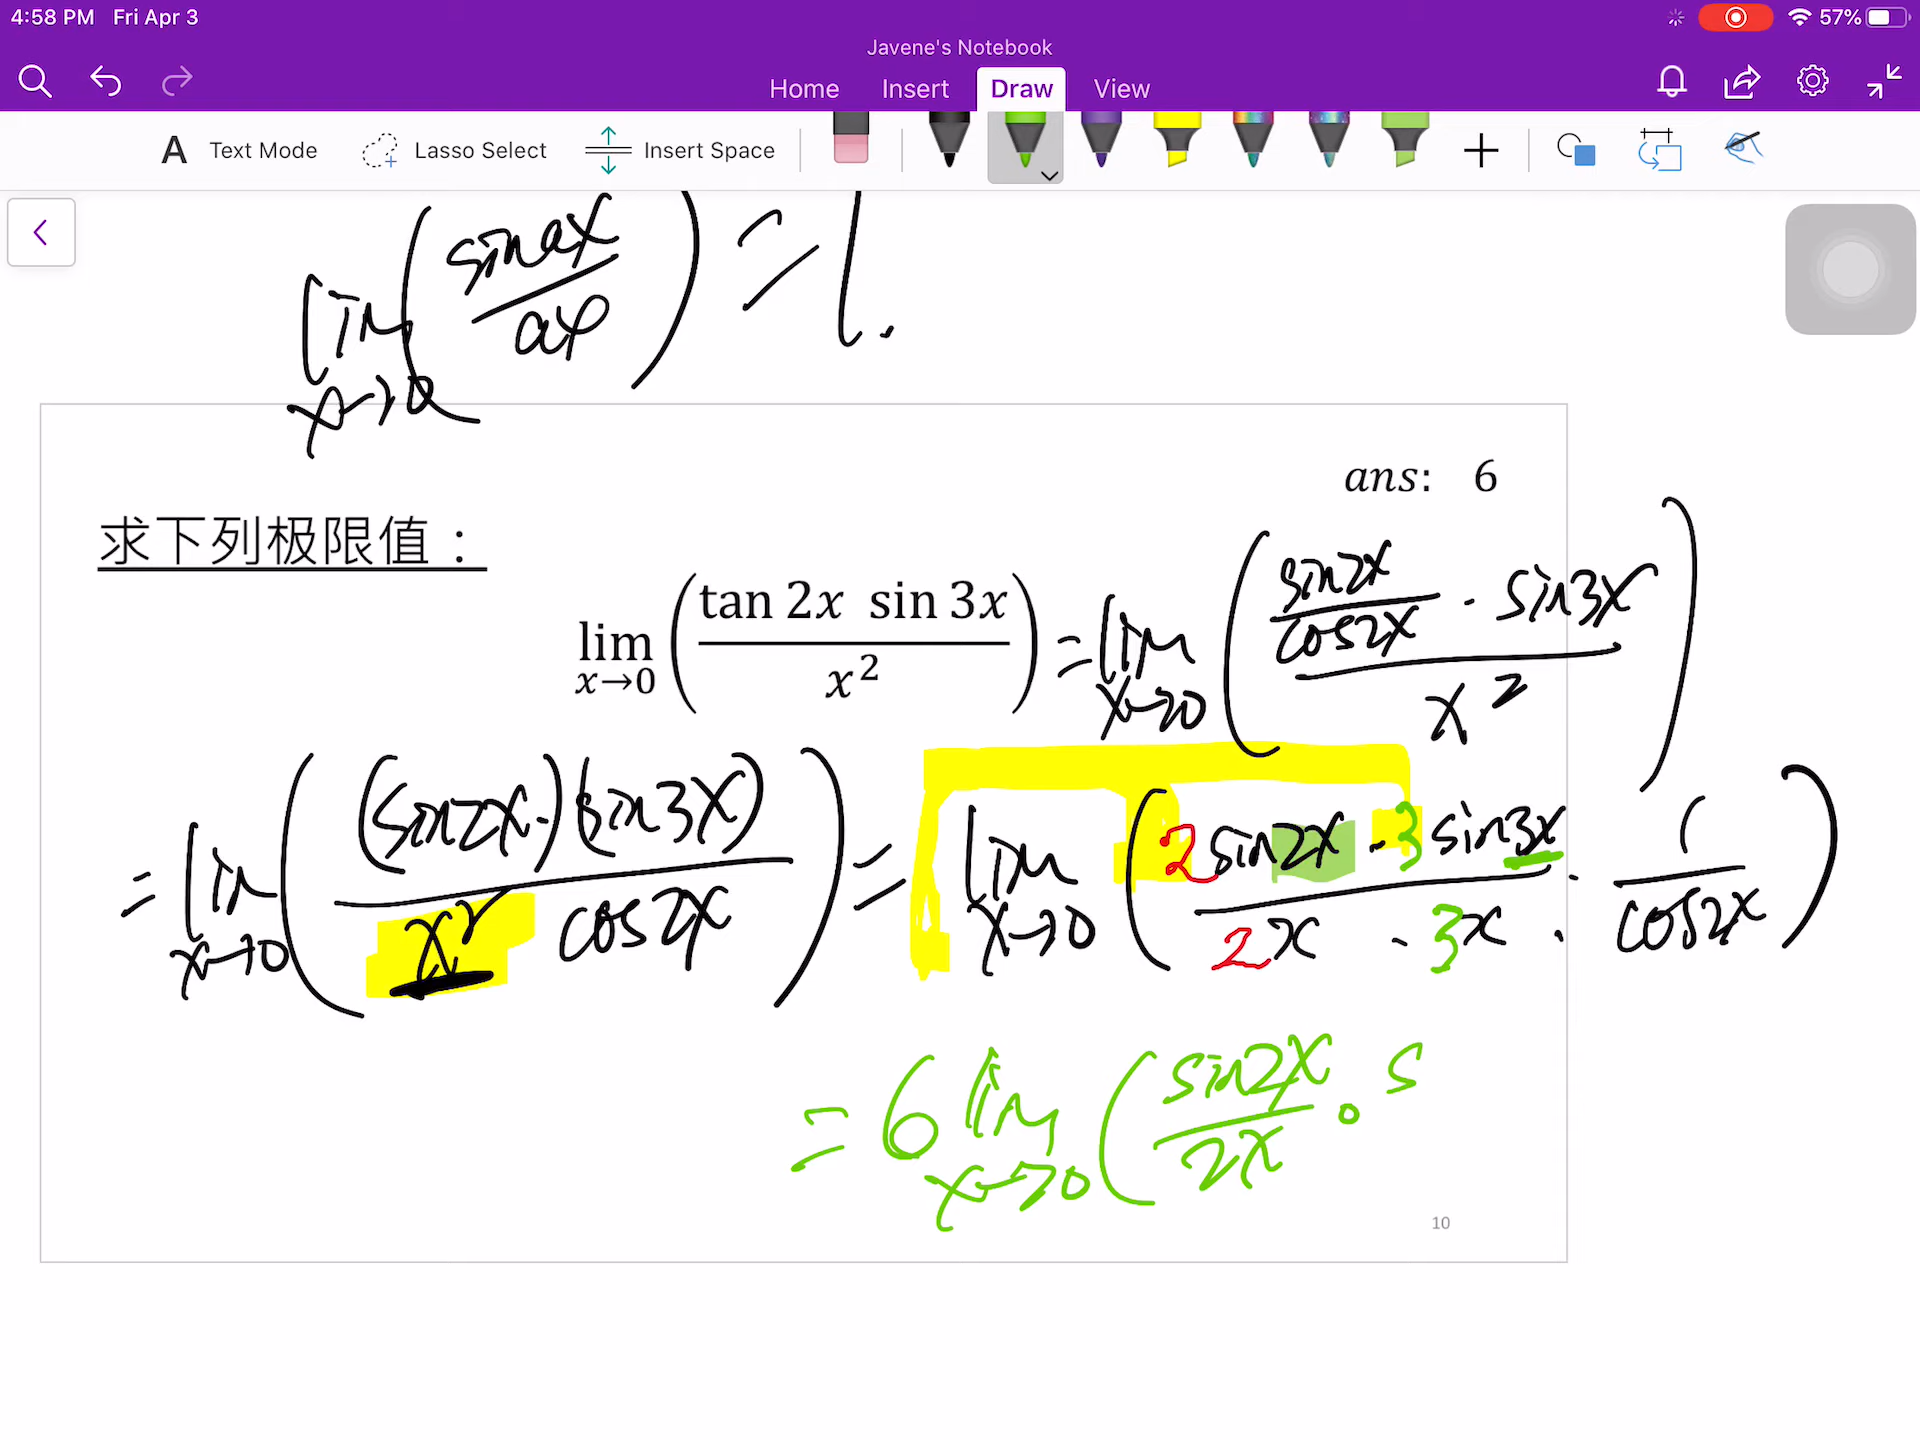 4:58 PM Fri Apr 3 57%
Javene's Notebook
Home Insert Draw View
A Text Mode Lasso Select Insert Space
lim x→0 (sin ax / ax) = 1.
ans: 6
求下列极限值：
lim x→0 (tan 2x sin 3x / x²) = lim x→0 (sin2x / cos2x · sin3x / x²)
= lim x→0 ((sin2x·)(sin3x) / x² cos2x) = lim x→0 (2 sin2x · 3 sin3x / 2x · 3x · 1 / cos2x)
= 6 lim x→0 (sin2x / 2x · s
10